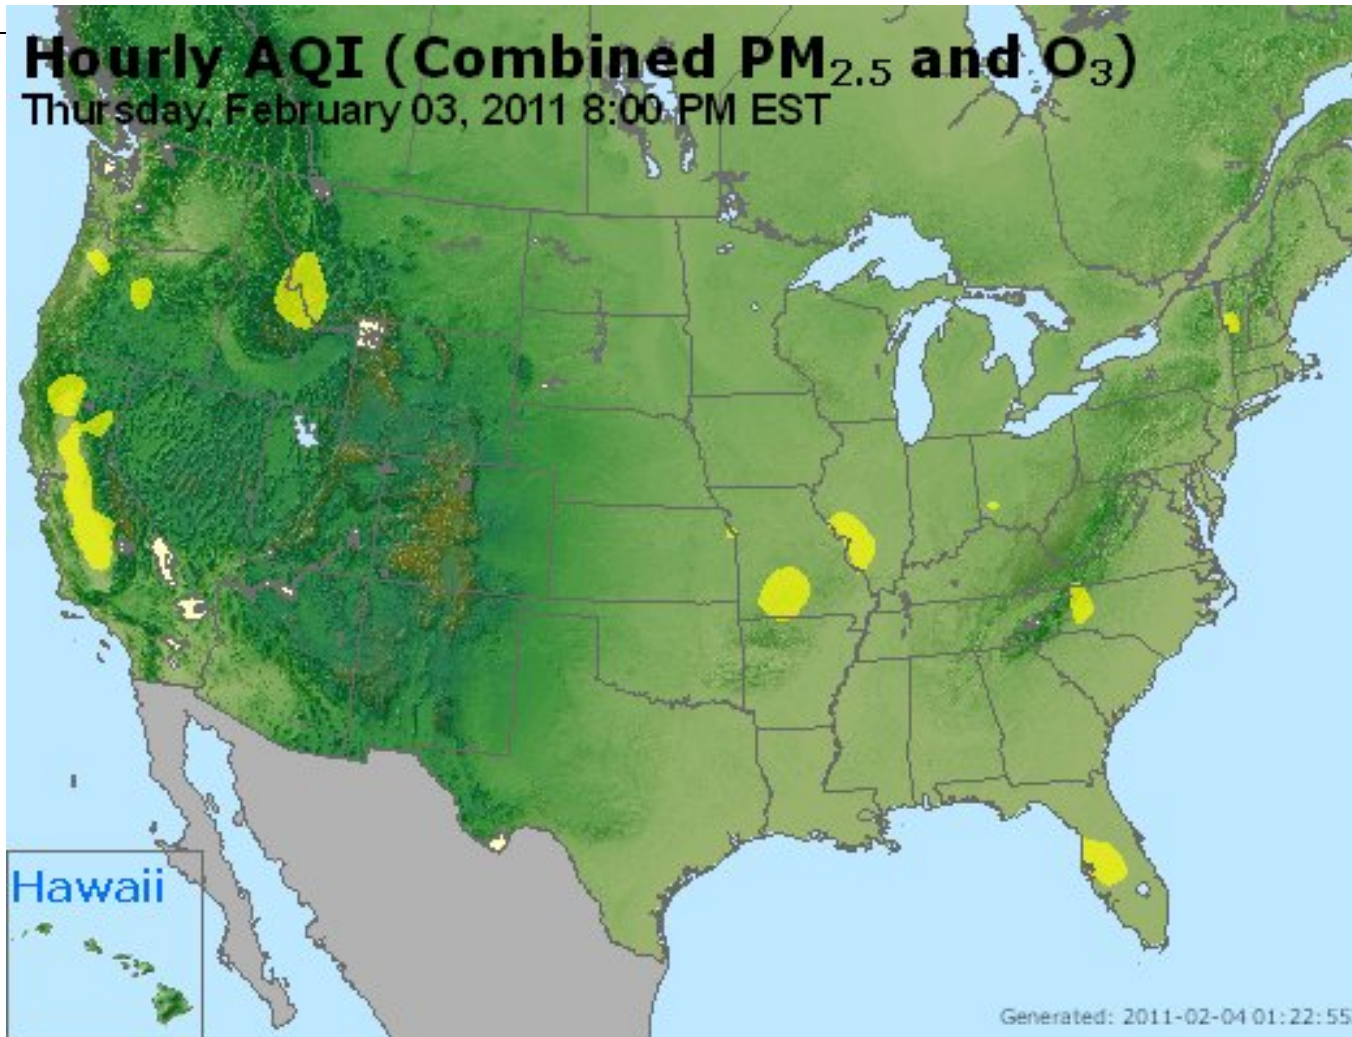 Hourly AQI (Combined PM2.5 and O3)
Thursday, February 03, 2011 8:00 PM EST
Hawaii
Generated: 2011-02-04 01:22:55